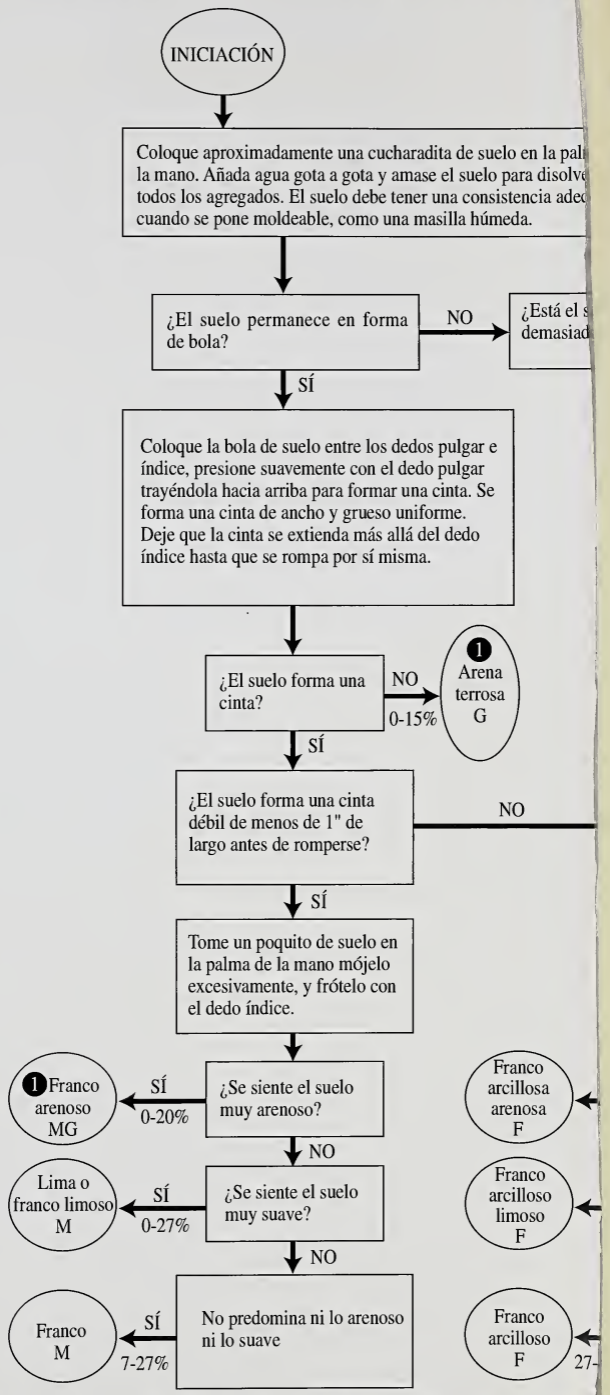 INICIACIÓN
Coloque aproximadamente una cucharadita de suelo en la
la mano. Añada agua gota a gota y amase el suelo para
todos los agregados. El suelo debe tener una consistencia
cuando se pone moldeable, como una masilla húmeda.
¿El suelo permanece en forma
de bola?
NO
¿Está el
SÍ
Coloque la bola de suelo entre los dedos pulgar e
índice, presione suavemente con el dedo pulgar
trayéndola hacia arriba para formar una cinta. Se
forma una cinta de ancho y grueso uniforme.
Deje que la cinta se extienda más allá del dedo
índice hasta que se rompa por sí misma.
¿El suelo forma una
cinta?
NO
0-15%
1
Arena
terrosa
G
SÍ
¿El suelo forma una cinta
débil de menos de 1" de
largo antes de romperse?
NO
SÍ
Tome un poquito de suelo en
la palma de la mano mójelo
excesivamente, y frótelo con
el dedo índice.
¿Se siente el suelo
muy arenoso?
SÍ
0-20%
1 Franco
arenoso
MG
NO
¿Se siente el suelo
muy suave?
SÍ
0-27%
Lima o
franco limoso
M
NO
No predomina ni lo arenoso
ni lo suave
SÍ
7-27%
Franco
M
Franco
arcillosa
arenosa
F
Franco
arcilloso
limoso
F
Franco
arcilloso
F
27-